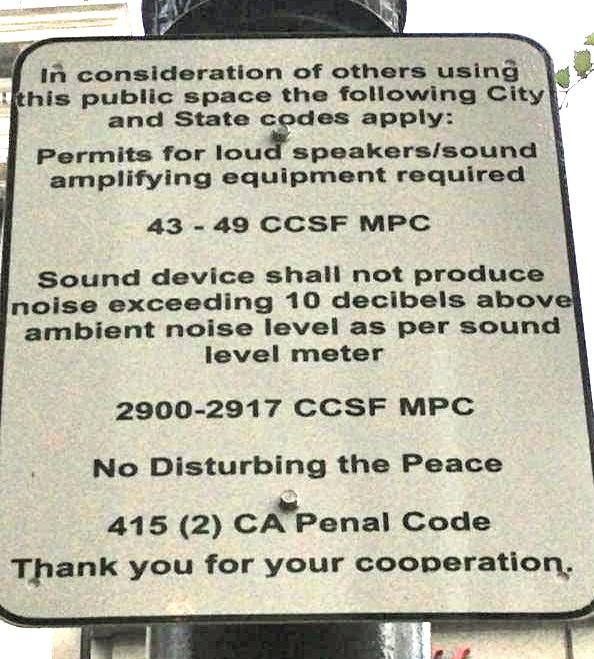 In consideration of others using
this public space the following City
and State codes apply:
Permits for loud speakers/sound
amplifying equipment required
43 - 49 CCSF MPC
Sound device shall not produce
noise exceeding 10 decibels above
ambient noise level as per sound
level meter
2900-2917 CCSF MPC
No Disturbing the Peace
415 (2) CA Penal Code
Thank you for your cooperation.